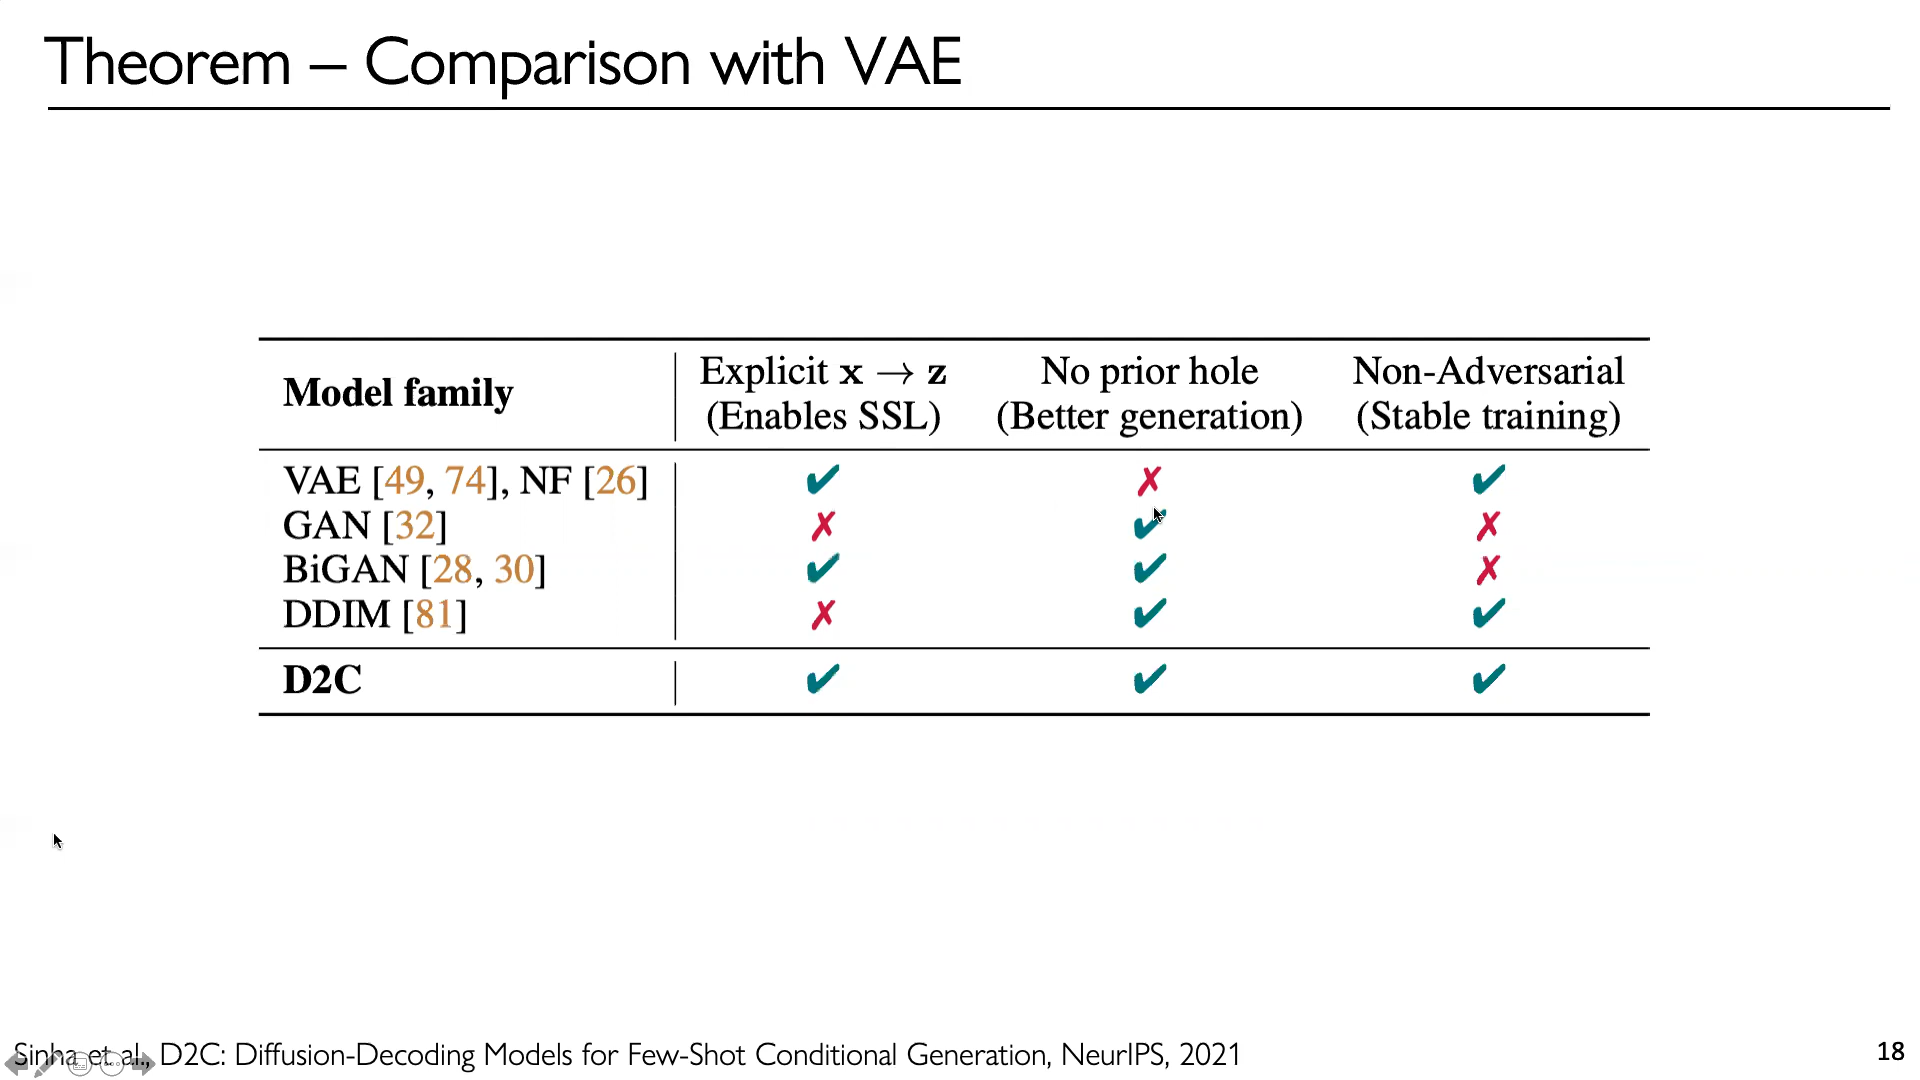 Theorem – Comparison with VAE
Model family
Explicit x → z
(Enables SSL)
No prior hole
(Better generation)
Non-Adversarial
(Stable training)
VAE [49, 74], NF [26] ✔ ✗ ✔
GAN [32] ✗ ✔ ✗
BiGAN [28, 30] ✔ ✔ ✗
DDIM [81] ✗ ✔ ✔
D2C ✔ ✔ ✔
Sinha et al., D2C: Diffusion-Decoding Models for Few-Shot Conditional Generation, NeurIPS, 2021
18